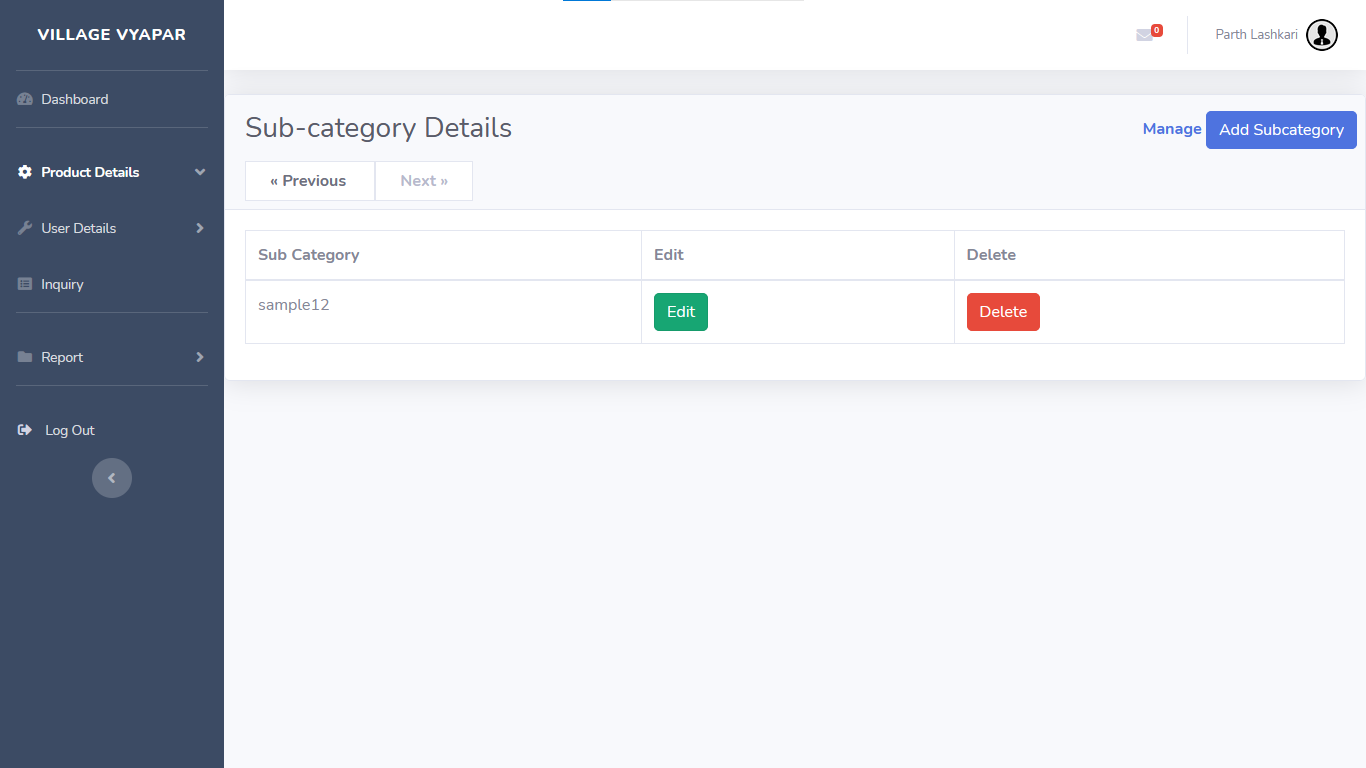 VILLAGE VYAPAR
0
Parth Lashkari
Dashboard
Product Details
User Details
Inquiry
Report
Log Out
Sub-category Details
Manage Add Subcategory
« Previous Next »
Sub Category Edit Delete
sample12 Edit Delete